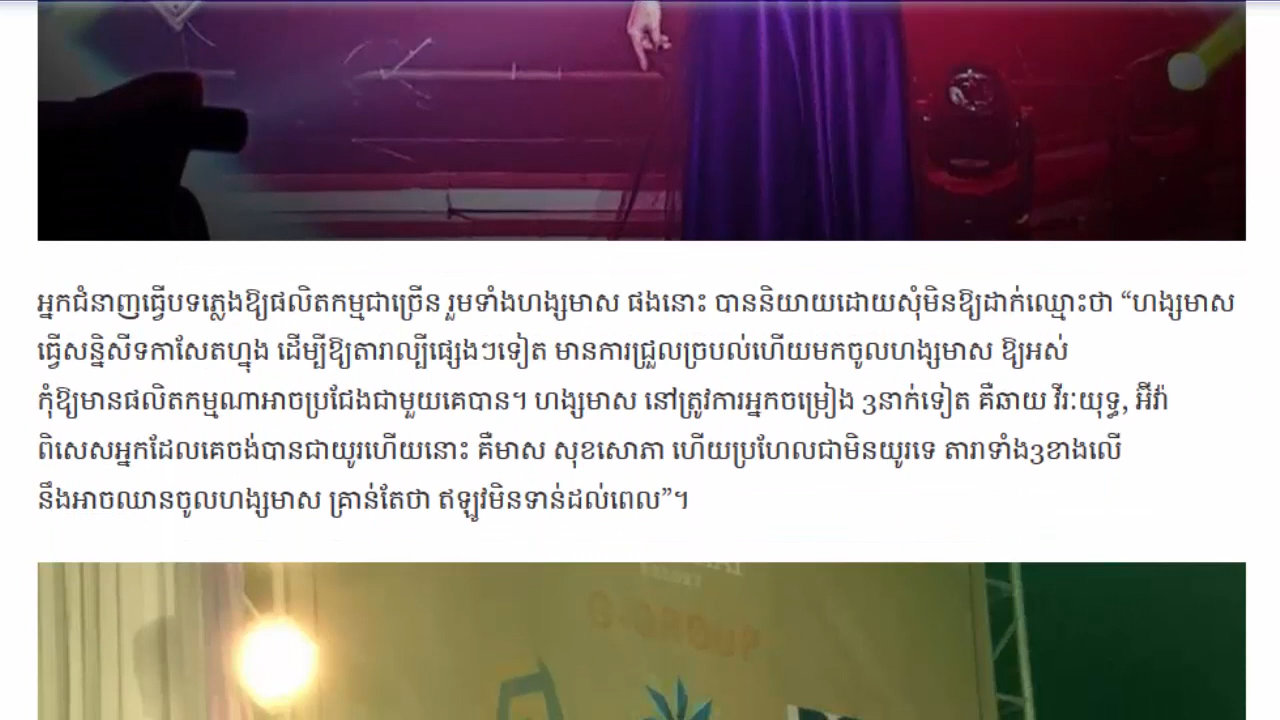 អ្នកជំនាញធ្វើបទភ្លេងឱ្យផលិតកម្មជាច្រើន រួមទាំងហង្សមាស ផងនោះ បាននិយាយដោយសុំមិនឱ្យដាក់ឈ្មោះថា “ហង្សមាស
ធ្វើសន្និសីទកាសែតហ្នុង ដើម្បីឱ្យតារាល្បីផ្សេងៗទៀត មានការជ្រួលច្របល់ហើយមកចូលហង្សមាស ឱ្យអស់
កុំឱ្យមានផលិតកម្មណាអាចប្រជែងជាមួយគេបាន។ ហង្សមាស នៅត្រូវការអ្នកចម្រៀង 3នាក់ទៀត គឺឆាយ វីរៈយុទ្ធ, អ៊ីវ៉ា
ពិសេសអ្នកដែលគេចង់បានជាយូរហើយនោះ គឺមាស សុខសោភា ហើយប្រហែលជាមិនយូរទេ តារាទាំង3ខាងលើ
នឹងអាចឈានចូលហង្សមាស គ្រាន់តែថា ឥឡូវមិនទាន់ដល់ពេល”។